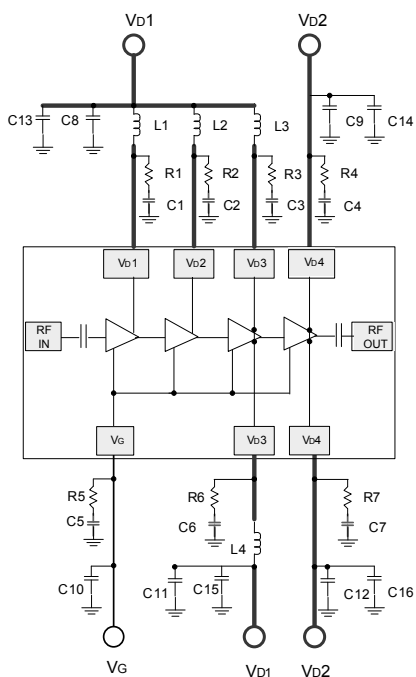 VD1 VD2
C13 C8 L1 L2 L3 C9 C14
R1 R2 R3 R4
C1 C2 C3 C4
VD1 VD2 VD3 VD4
RF IN
RF OUT
VG VD3 VD4
R5 R6 R7
C5 C6 C7
L4
C10 C11 C15 C12 C16
VG VD1 VD2